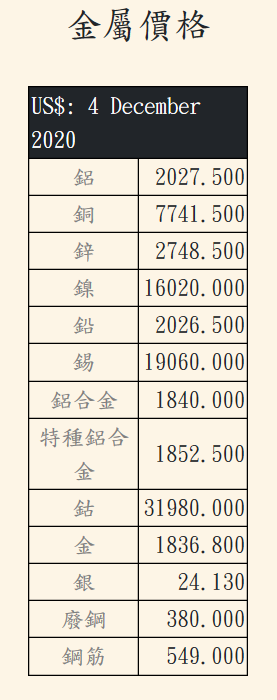 金屬價格
US$: 4 December
2020
鋁 2027.500
銅 7741.500
鋅 2748.500
鎳 16020.000
鉛 2026.500
錫 19060.000
鋁合金 1840.000
特種鋁合
金 1852.500
鈷 31980.000
金 1836.800
銀 24.130
廢鋼 380.000
鋼筋 549.000